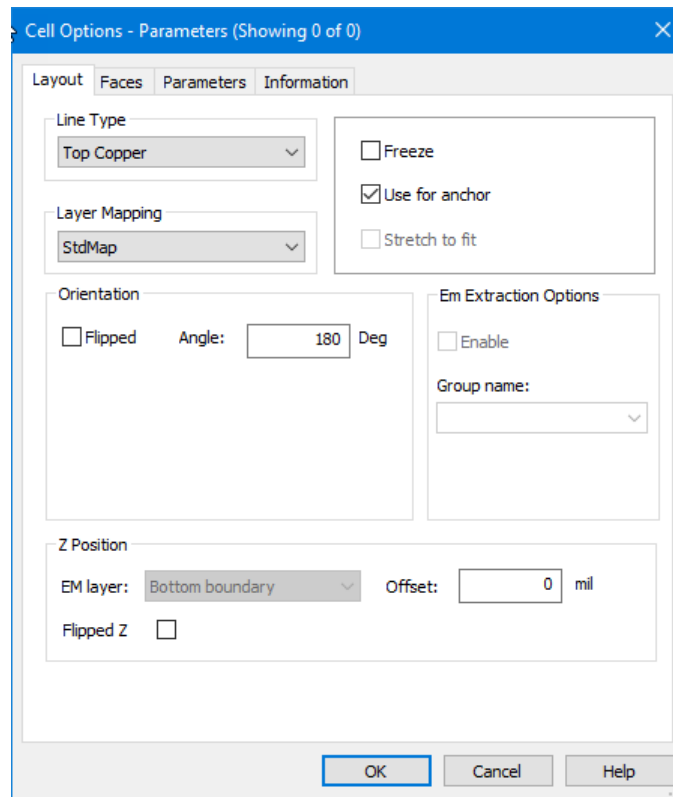 Cell Options - Parameters (Showing 0 of 0)
Layout Faces Parameters Information
Line Type
Top Copper
Freeze
Use for anchor
Layer Mapping
StdMap
Stretch to fit
Orientation
Flipped Angle: 180 Deg
Em Extraction Options
Enable
Group name:
Z Position
EM layer: Bottom boundary Offset: 0 mil
Flipped Z
OK Cancel Help